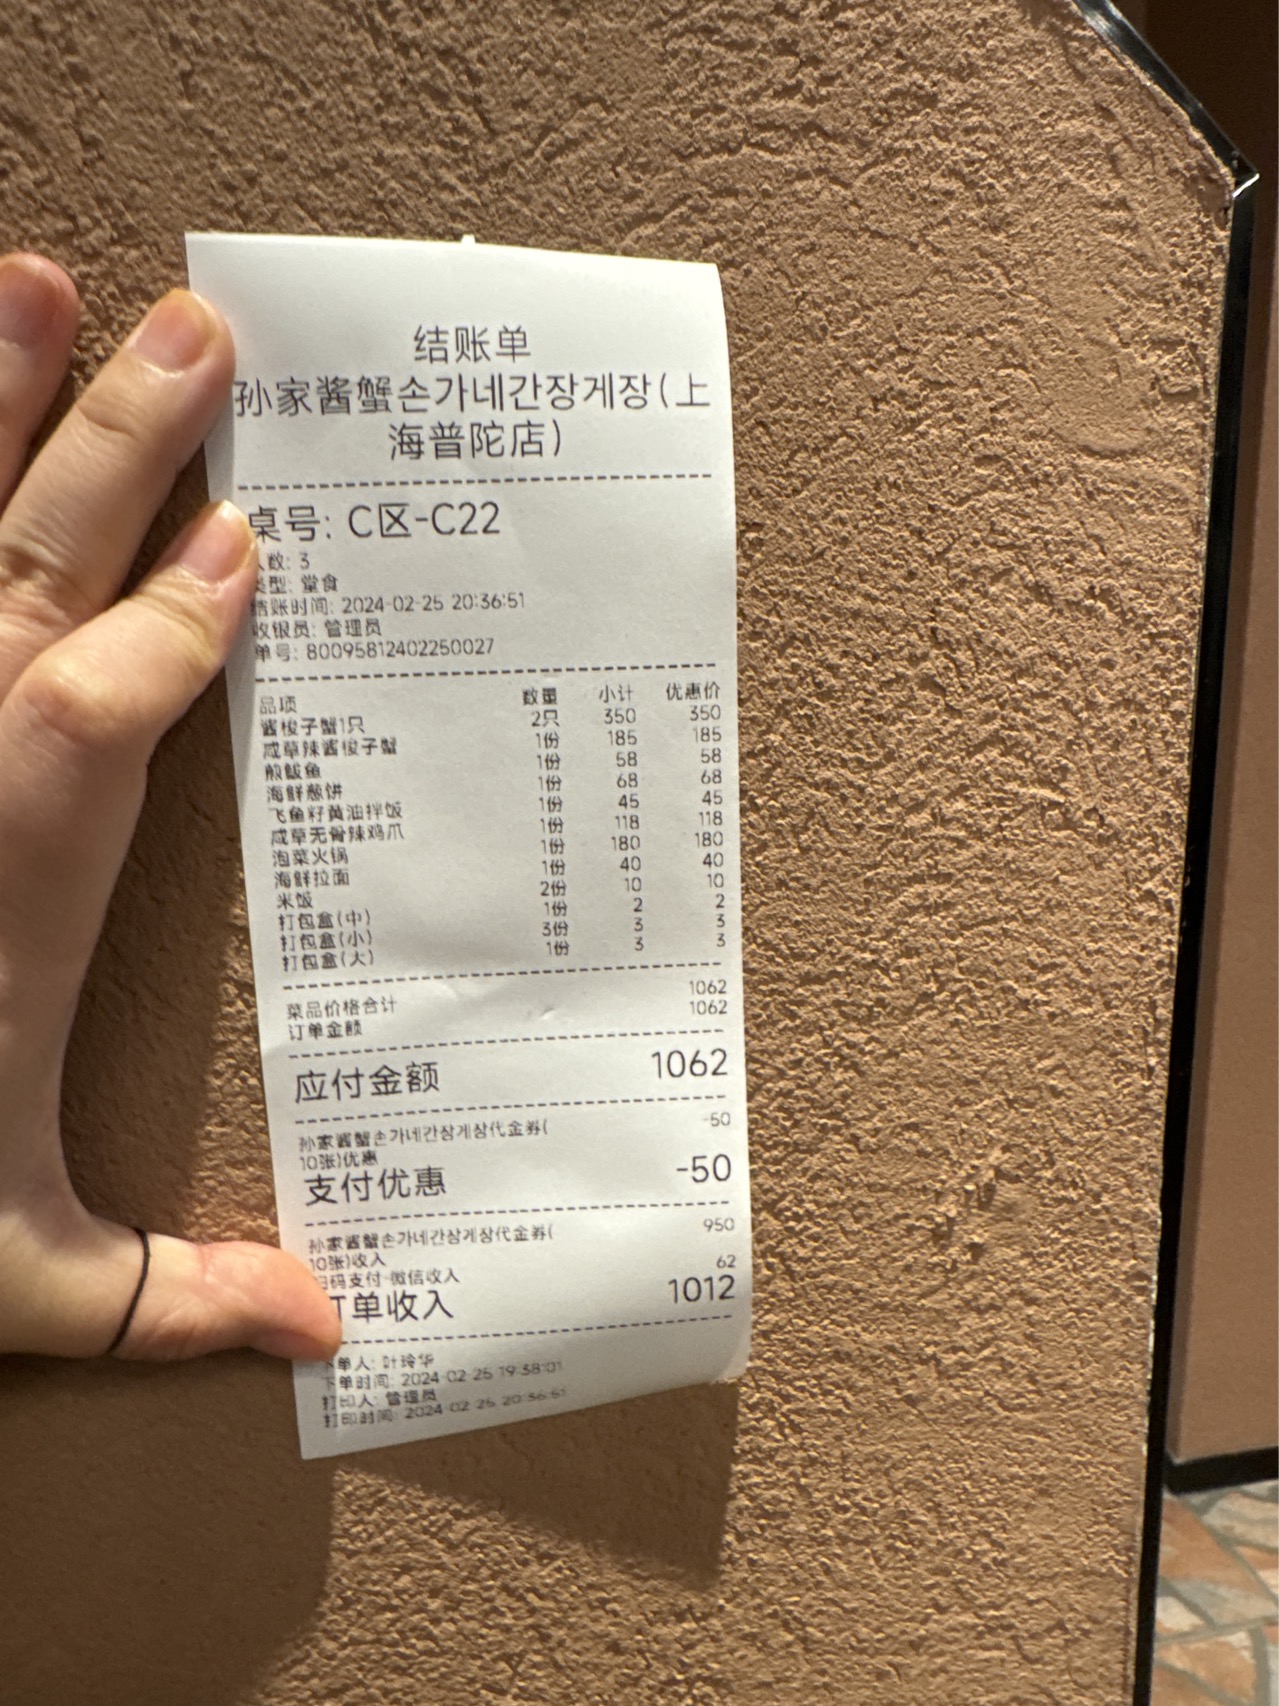 结账单
孙家酱蟹손가네간장게장(上
海普陀店)
桌号: C区-C22
数: 3
类型: 堂食
结账时间: 2024-02-25 20:36:51
收银员: 管理员
单号: 80095812402250027
品项 数量 小计 优惠价
酱梭子蟹1只 2只 350 350
咸草辣酱梭子蟹 1份 185 185
煎鲅鱼 1份 58 58
海鲜葱饼 1份 68 68
飞鱼籽黄油拌饭 1份 45 45
咸草无骨辣鸡爪 1份 118 118
泡菜火锅 1份 180 180
海鲜拉面 1份 40 40
米饭 2份 10 10
打包盒(中) 1份 2 2
打包盒(小) 3份 3 3
打包盒(大) 1份 3 3
菜品价格合计 1062
订单金额 1062
应付金额 1062
孙家酱蟹손가네간장게장代金券( -50
10张)优惠
支付优惠 -50
孙家酱蟹손가네간장게장代金券( 950
10张)收入
扫码支付-微信收入 62
订单收入 1012
下单人: 叶玲华
下单时间: 2024-02-25 19:38:01
打印人: 管理员
打印时间: 2024-02-25 20:36:51